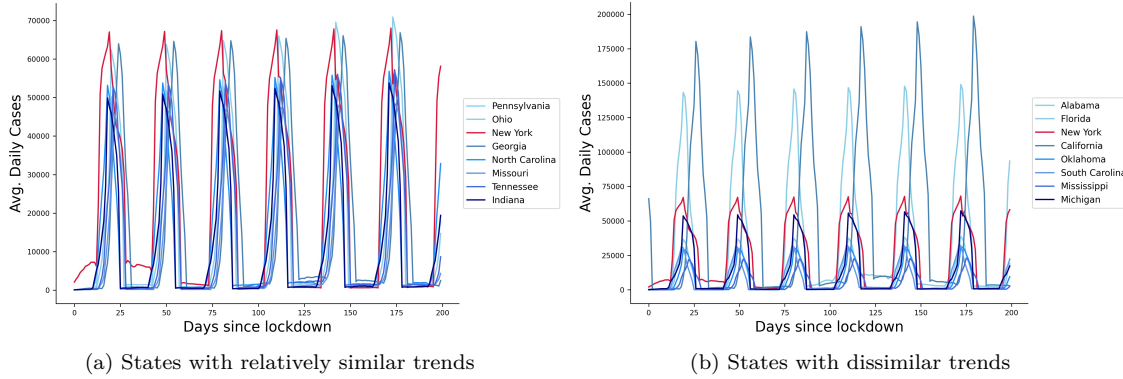 70000
60000
50000
40000
30000
20000
10000
0
Avg. Daily Cases
0 25 50 75 100 125 150 175 200
Days since lockdown
Pennsylvania
Ohio
New York
Georgia
North Carolina
Missouri
Tennessee
Indiana
(a) States with relatively similar trends
200000
175000
150000
125000
100000
75000
50000
25000
0
Avg. Daily Cases
0 25 50 75 100 125 150 175 200
Days since lockdown
Alabama
Florida
New York
California
Oklahoma
South Carolina
Mississippi
Michigan
(b) States with dissimilar trends